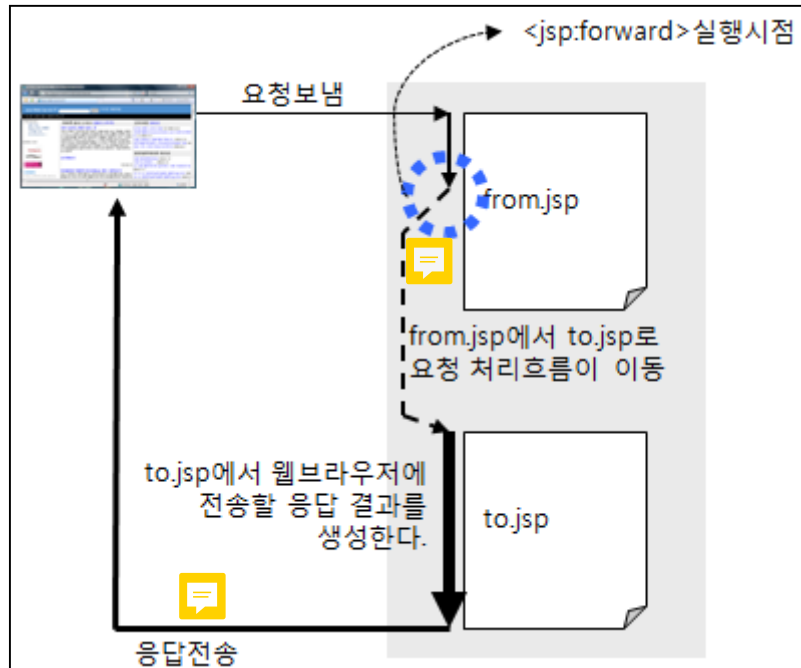 <jsp:forward>실행시점
요청보냄
from.jsp
from.jsp에서 to.jsp로
요청 처리흐름이 이동
to.jsp에서 웹브라우저에
전송할 응답 결과를
생성한다.
to.jsp
응답전송